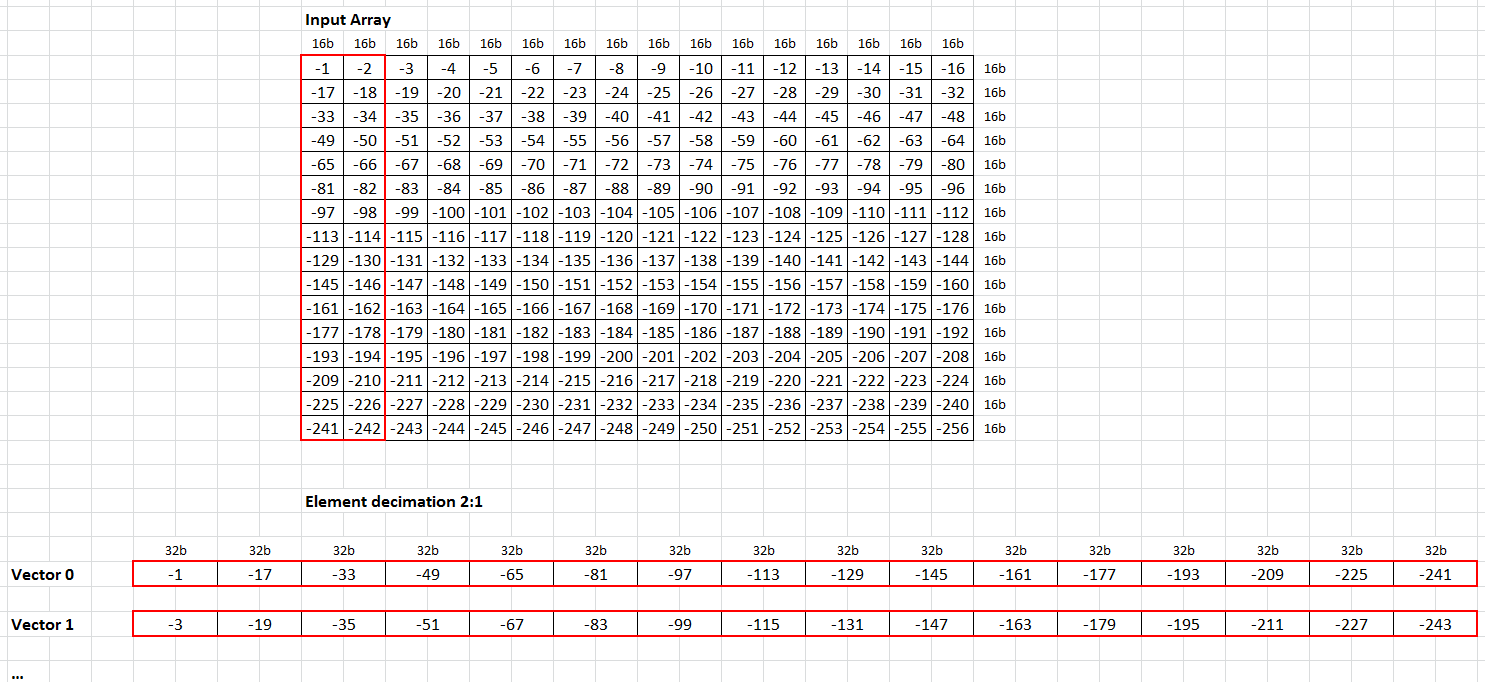 Input Array
16b 16b 16b 16b 16b 16b 16b 16b 16b 16b 16b 16b 16b 16b 16b 16b
-1 -2 -3 -4 -5 -6 -7 -8 -9 -10 -11 -12 -13 -14 -15 -16 16b
-17 -18 -19 -20 -21 -22 -23 -24 -25 -26 -27 -28 -29 -30 -31 -32 16b
-33 -34 -35 -36 -37 -38 -39 -40 -41 -42 -43 -44 -45 -46 -47 -48 16b
-49 -50 -51 -52 -53 -54 -55 -56 -57 -58 -59 -60 -61 -62 -63 -64 16b
-65 -66 -67 -68 -69 -70 -71 -72 -73 -74 -75 -76 -77 -78 -79 -80 16b
-81 -82 -83 -84 -85 -86 -87 -88 -89 -90 -91 -92 -93 -94 -95 -96 16b
-97 -98 -99 -100 -101 -102 -103 -104 -105 -106 -107 -108 -109 -110 -111 -112 16b
-113 -114 -115 -116 -117 -118 -119 -120 -121 -122 -123 -124 -125 -126 -127 -128 16b
-129 -130 -131 -132 -133 -134 -135 -136 -137 -138 -139 -140 -141 -142 -143 -144 16b
-145 -146 -147 -148 -149 -150 -151 -152 -153 -154 -155 -156 -157 -158 -159 -160 16b
-161 -162 -163 -164 -165 -166 -167 -168 -169 -170 -171 -172 -173 -174 -175 -176 16b
-177 -178 -179 -180 -181 -182 -183 -184 -185 -186 -187 -188 -189 -190 -191 -192 16b
-193 -194 -195 -196 -197 -198 -199 -200 -201 -202 -203 -204 -205 -206 -207 -208 16b
-209 -210 -211 -212 -213 -214 -215 -216 -217 -218 -219 -220 -221 -222 -223 -224 16b
-225 -226 -227 -228 -229 -230 -231 -232 -233 -234 -235 -236 -237 -238 -239 -240 16b
-241 -242 -243 -244 -245 -246 -247 -248 -249 -250 -251 -252 -253 -254 -255 -256 16b
Element decimation 2:1
32b 32b 32b 32b 32b 32b 32b 32b 32b 32b 32b 32b 32b 32b 32b 32b
Vector 0 -1 -17 -33 -49 -65 -81 -97 -113 -129 -145 -161 -177 -193 -209 -225 -241
Vector 1 -3 -19 -35 -51 -67 -83 -99 -115 -131 -147 -163 -179 -195 -211 -227 -243
...